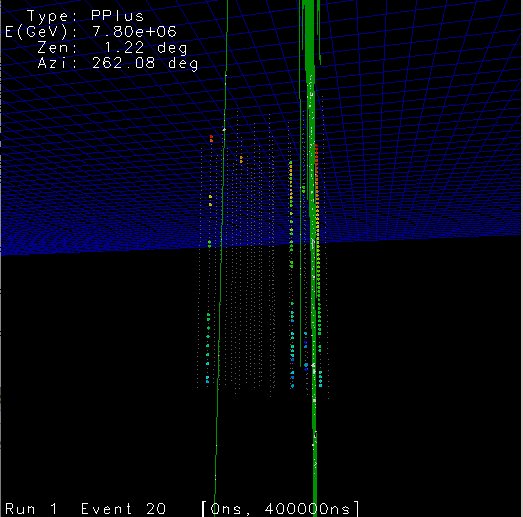 Type: PPlus
E(GeV): 7.80e+06
Zen: 1.22 deg
Azi: 262.08 deg
Run 1 Event 20 [0ns, 400000ns]